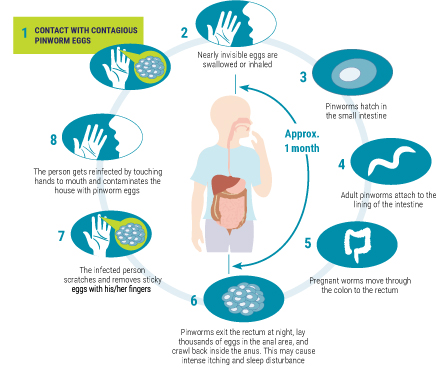 1 CONTACT WITH CONTAGIOUS
PINWORM EGGS
2
Nearly invisible eggs are
swallowed or inhaled
3
Pinworms hatch in
the small intestine
Approx.
1 month
4
Adult pinworms attach to the
lining of the intestine
5
Pregnant worms move through
the colon to the rectum
6
Pinworms exit the rectum at night, lay
thousands of eggs in the anal area, and
crawl back inside the anus. This may cause
intense itching and sleep disturbance
7
The infected person
scratches and removes sticky
eggs with his/her fingers
8
The person gets reinfected by touching
hands to mouth and contaminates the
house with pinworm eggs